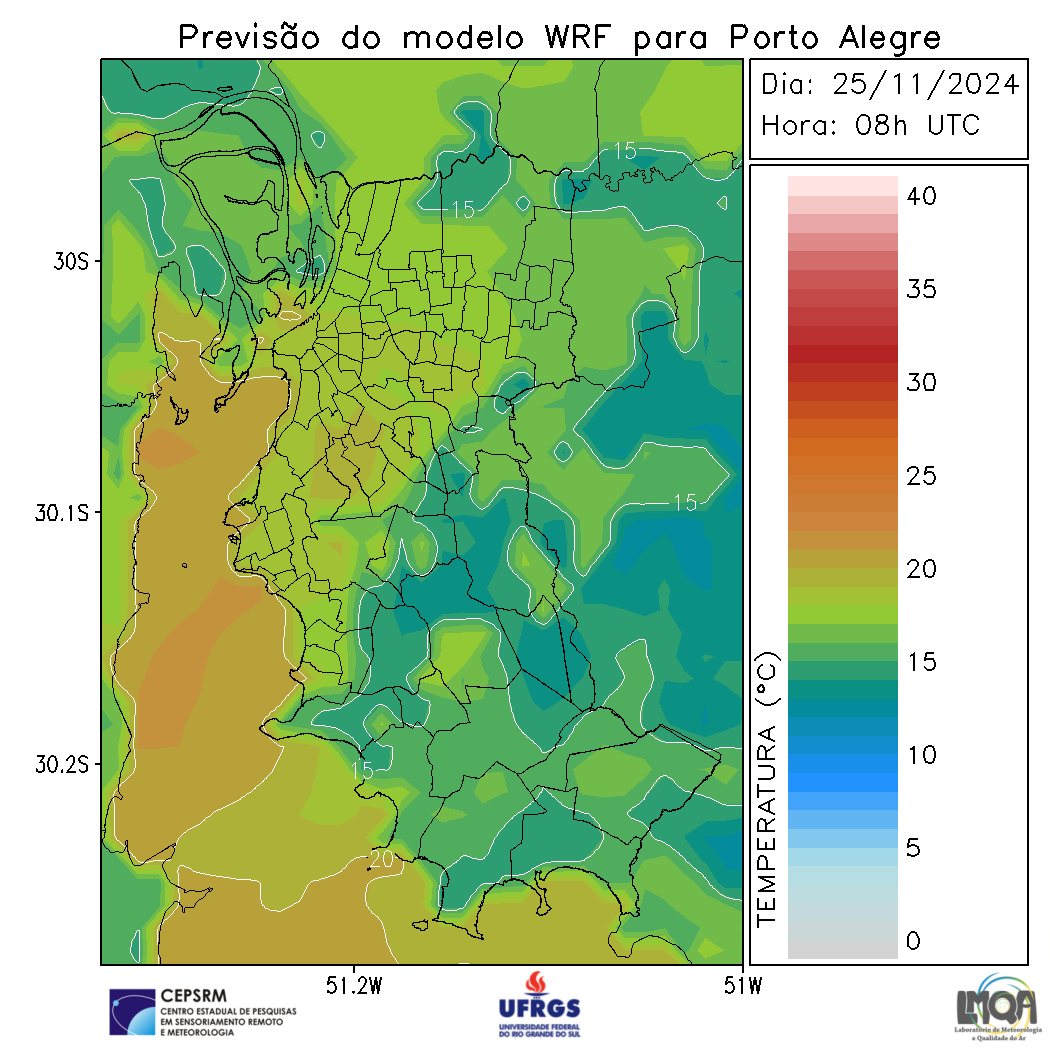 Previsão do modelo WRF para Porto Alegre
Dia: 25/11/2024
Hora: 08h UTC
15
15
15
15
20
30S
30.1S
30.2S
51.2W
51W
TEMPERATURA (°C)
40
35
30
25
20
15
10
5
0
CEPSRM
CENTRO ESTADUAL DE PESQUISAS
EM SENSORIAMENTO REMOTO
E METEOROLOGIA
UFRGS
UNIVERSIDADE FEDERAL
DO RIO GRANDE DO SUL
LMQA
Laboratório de Meteorologia
e Qualidade do Ar